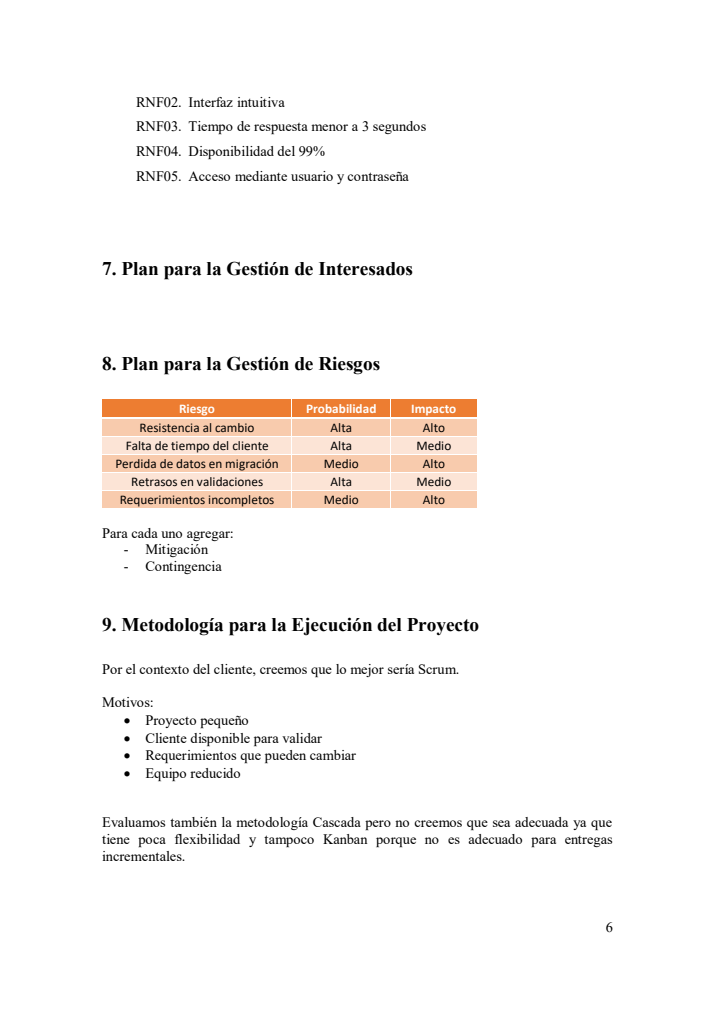 RNF02. Interfaz intuitiva
RNF03. Tiempo de respuesta menor a 3 segundos
RNF04. Disponibilidad del 99%
RNF05. Acceso mediante usuario y contraseña
7. Plan para la Gestión de Interesados
8. Plan para la Gestión de Riesgos
Riesgo Probabilidad Impacto
Resistencia al cambio Alta Alto
Falta de tiempo del cliente Alta Medio
Perdida de datos en migración Medio Alto
Retrasos en validaciones Alta Medio
Requerimientos incompletos Medio Alto
Para cada uno agregar:
- Mitigación
- Contingencia
9. Metodología para la Ejecución del Proyecto
Por el contexto del cliente, creemos que lo mejor sería Scrum.
Motivos:
• Proyecto pequeño
• Cliente disponible para validar
• Requerimientos que pueden cambiar
• Equipo reducido
Evaluamos también la metodología Cascada pero no creemos que sea adecuada ya que
tiene poca flexibilidad y tampoco Kanban porque no es adecuado para entregas
incrementales.
6